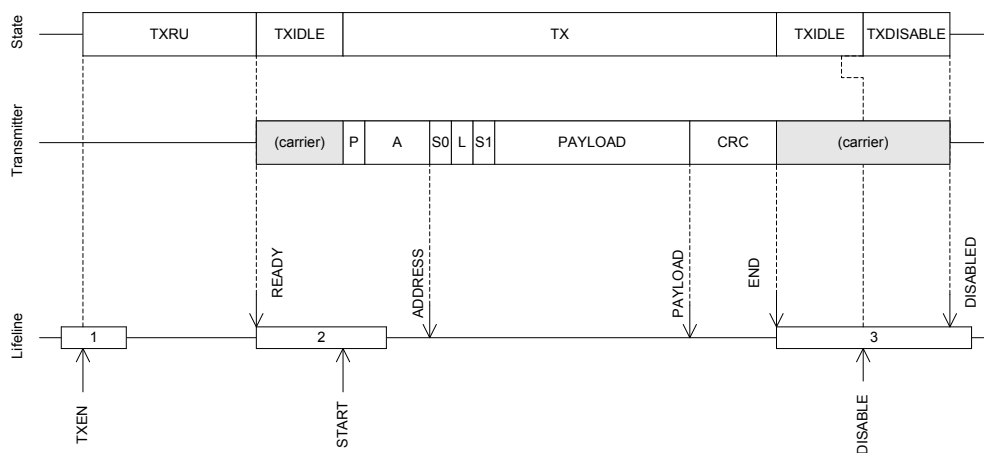 State
TXRU TXIDLE TX TXIDLE TXDISABLE
Transmitter
(carrier) P A S0 L S1 PAYLOAD CRC (carrier)
READY
ADDRESS
PAYLOAD
END
DISABLED
Lifeline
1 2 3
TXEN
START
DISABLE